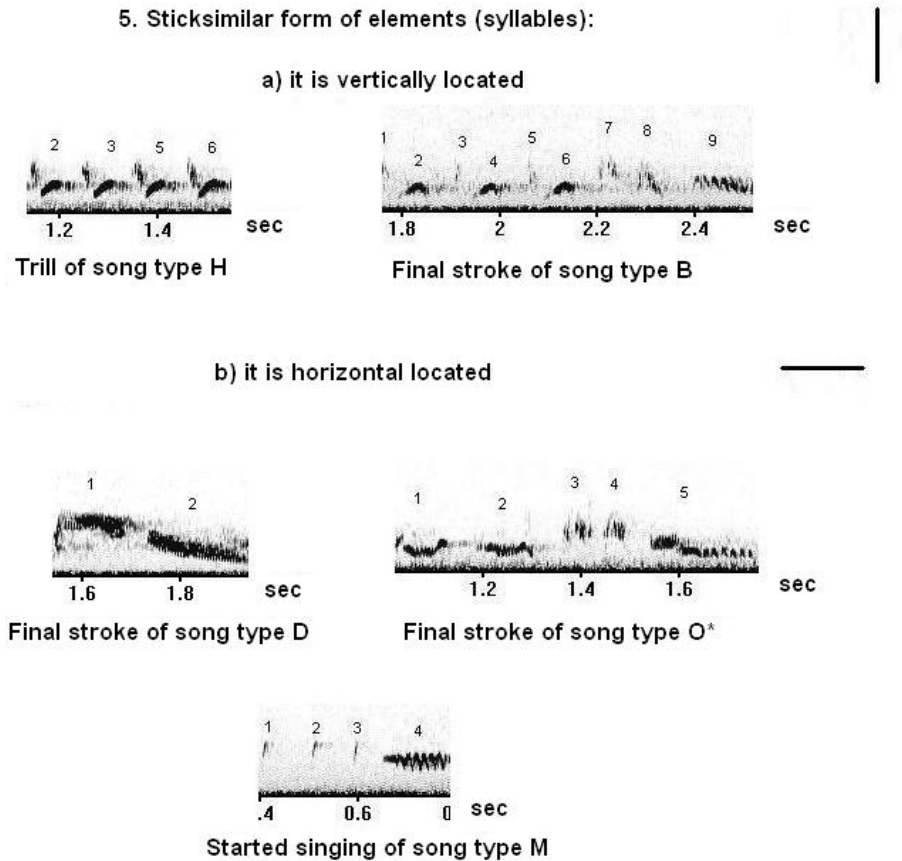 5. Sticksimilar form of elements (syllables):
a) it is vertically located
2 3 5 6
1.2 1.4 sec
Trill of song type H
1 2 3 4 5 6 7 8 9
1.8 2 2.2 2.4 sec
Final stroke of song type B
b) it is horizontal located
1 2
1.6 1.8 sec
Final stroke of song type D
1 2 3 4 5
1.2 1.4 1.6 sec
Final stroke of song type O*
1 2 3 4
.4 0.6 0 sec
Started singing of song type M